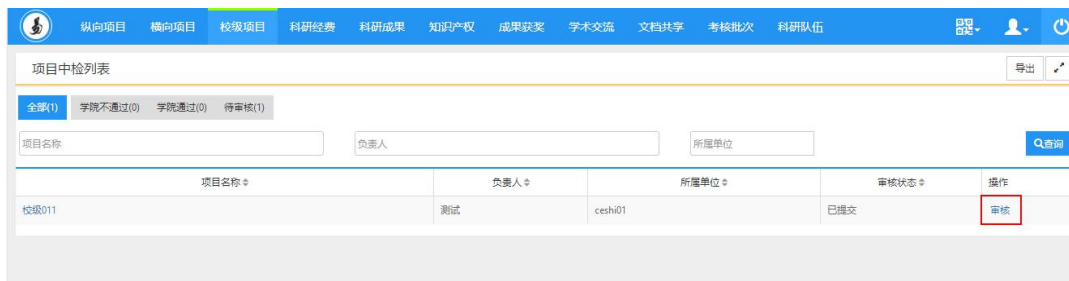 纵向项目 横向项目 校级项目 科研经费 科研成果 知识产权 成果获奖 学术交流 文档共享 考核批次 科研队伍
项目中检列表 导出
全部(1) 学院不通过(0) 学院通过(0) 待审核(1)
项目名称 负责人 所属单位 查询
项目名称 负责人 所属单位 审核状态 操作
校级011 测试 ceshi01 已提交 审核